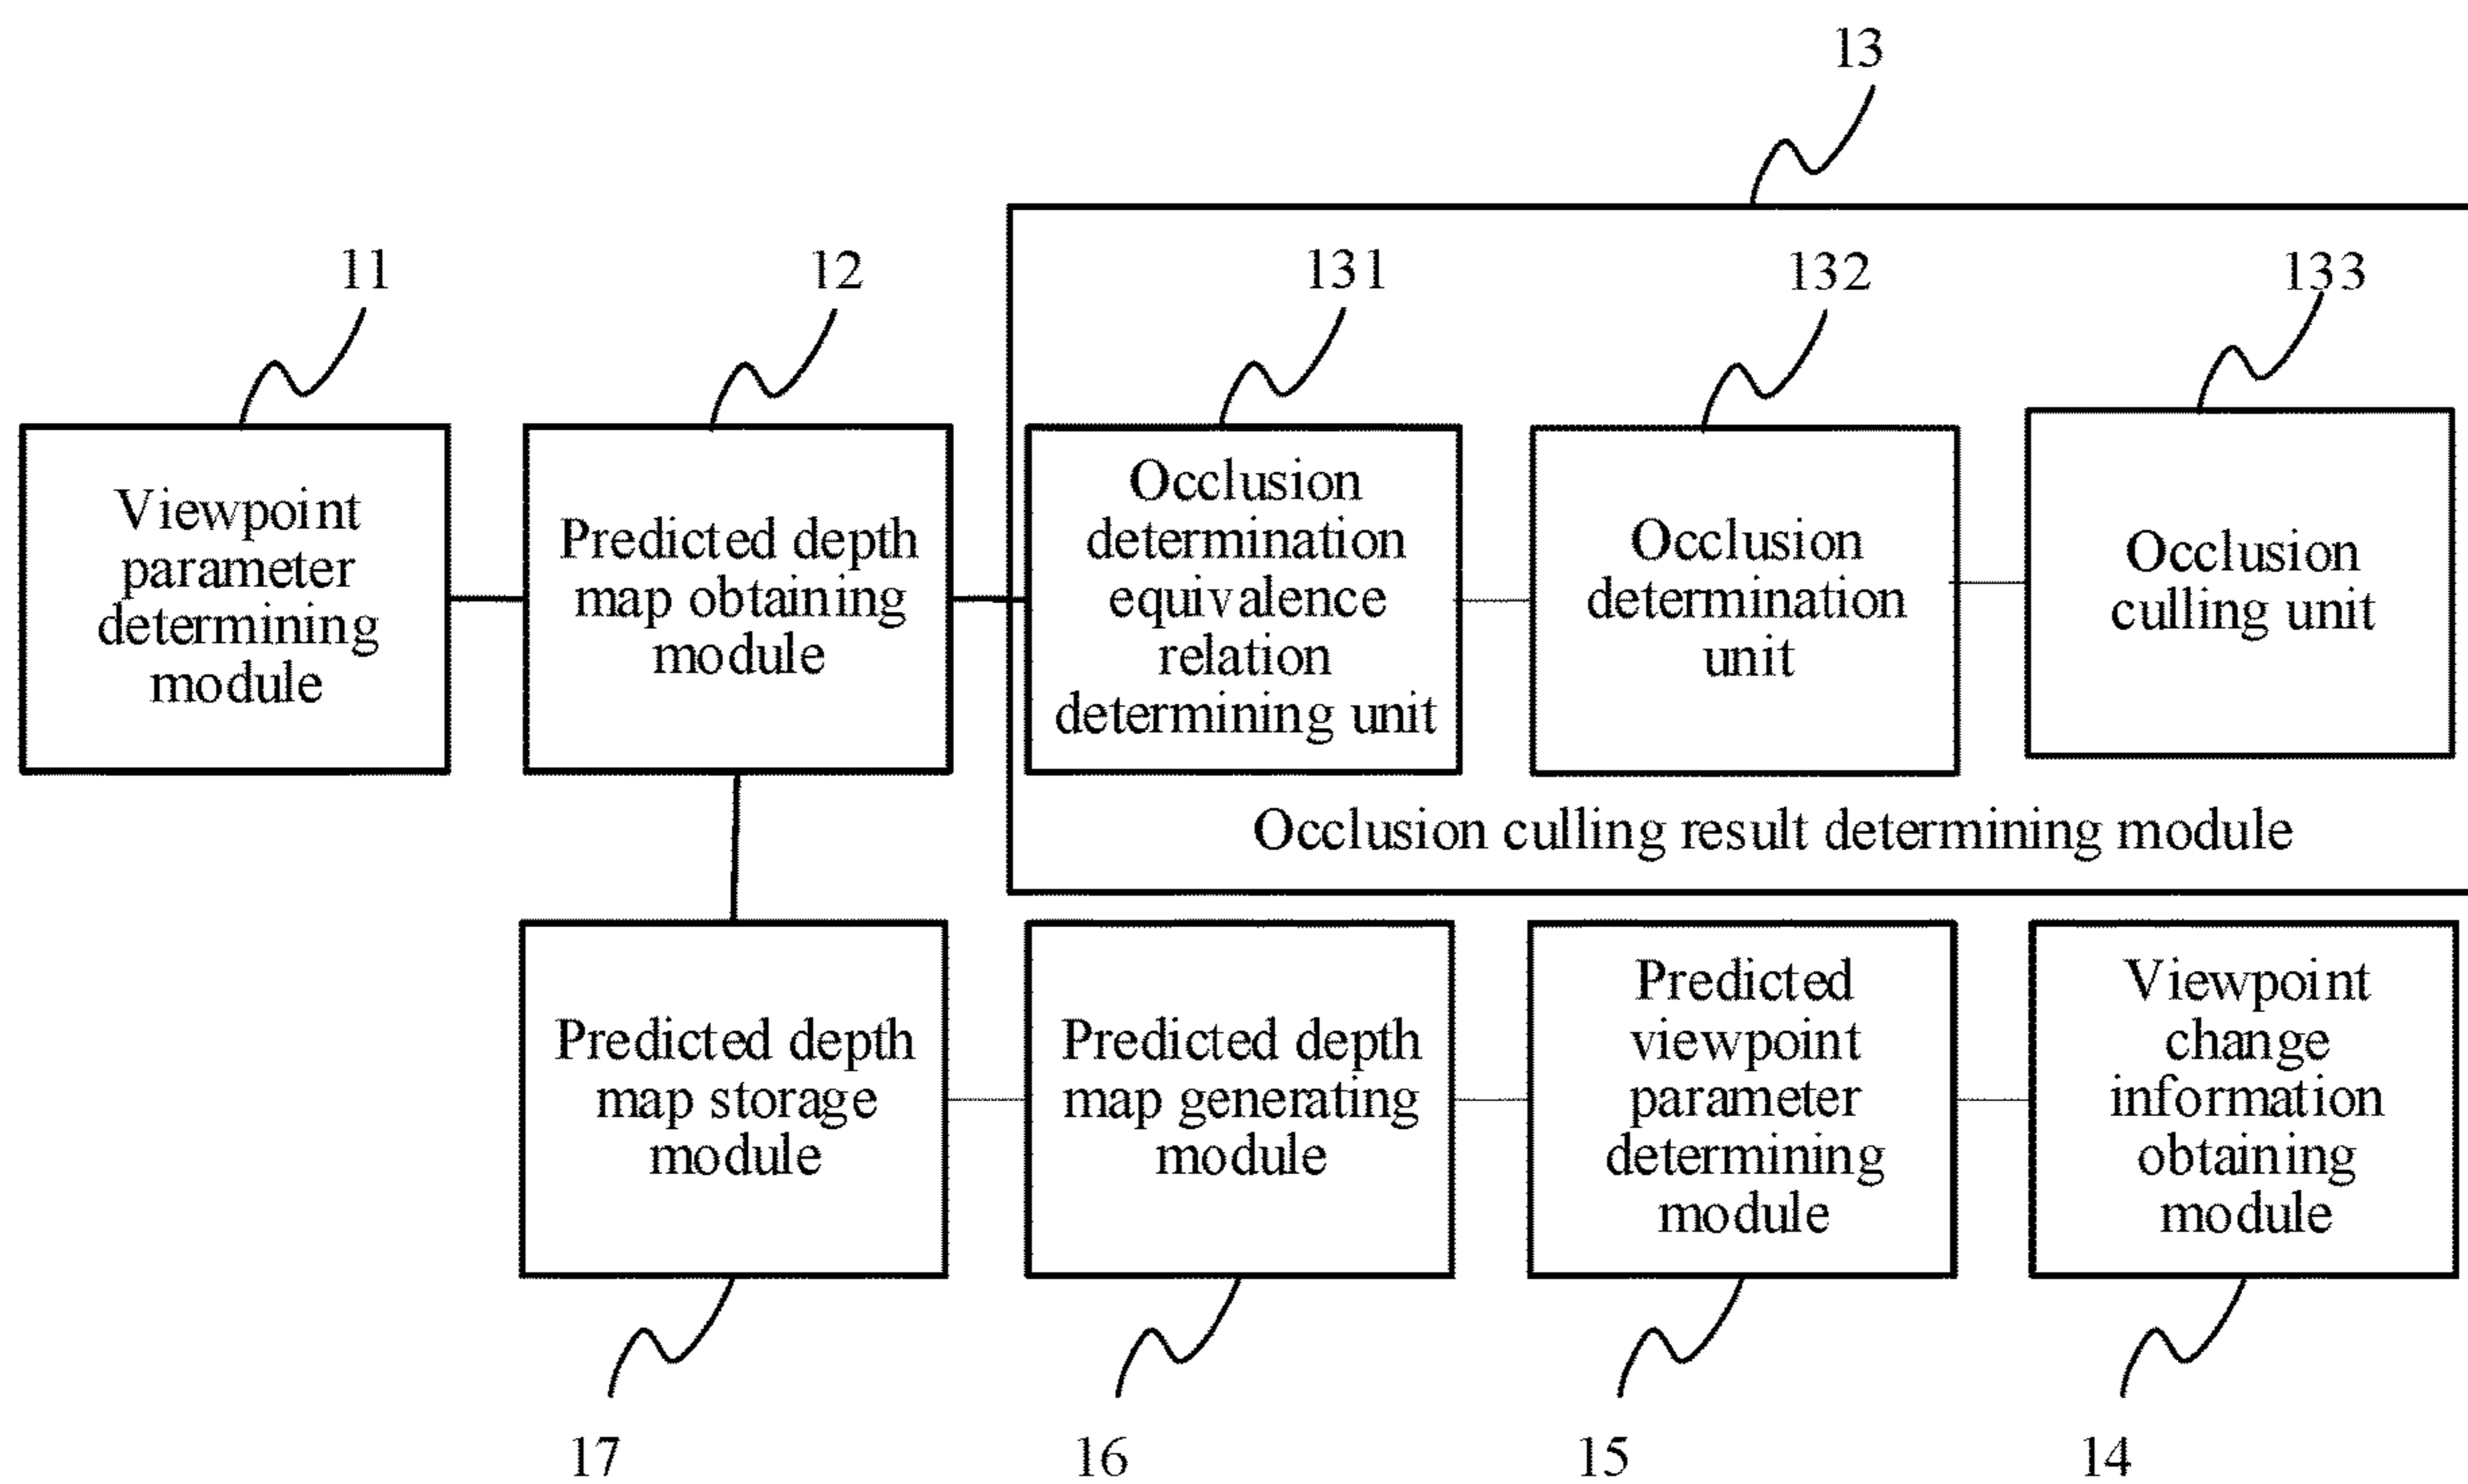 13
11
12
131
132
133
Viewpoint
parameter
determining
module
Predicted depth
map obtaining
module
Occlusion
determination
equivalence
relation
determining unit
Occlusion
determination
unit
Occlusion
culling unit
Occlusion culling result determining module
Predicted depth
map storage
module
Predicted depth
map generating
module
Predicted
viewpoint
parameter
determining
module
Viewpoint
change
information
obtaining
module
17
16
15
14